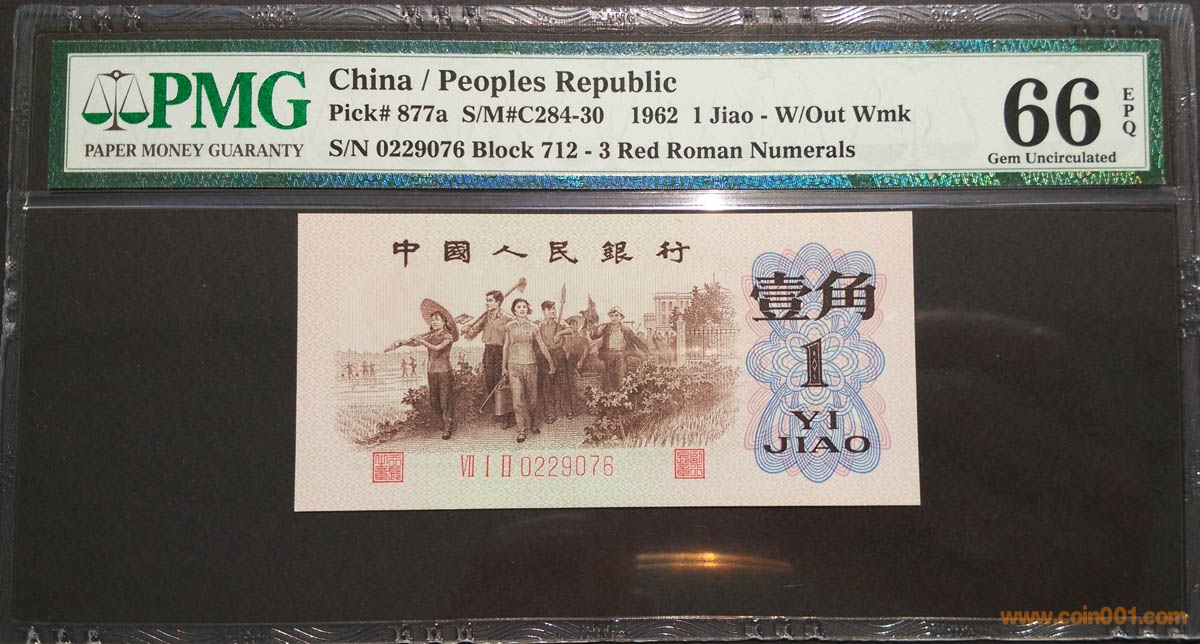 PMG
PAPER MONEY GUARANTY
China / Peoples Republic
Pick# 877a S/M#C284-30 1962 1 Jiao - W/Out Wmk
S/N 0229076 Block 712 - 3 Red Roman Numerals
66
EPQ
Gem Uncirculated
中國人民銀行
壹角
1
YI
JIAO
VII I II 0229076
www.coin001.com